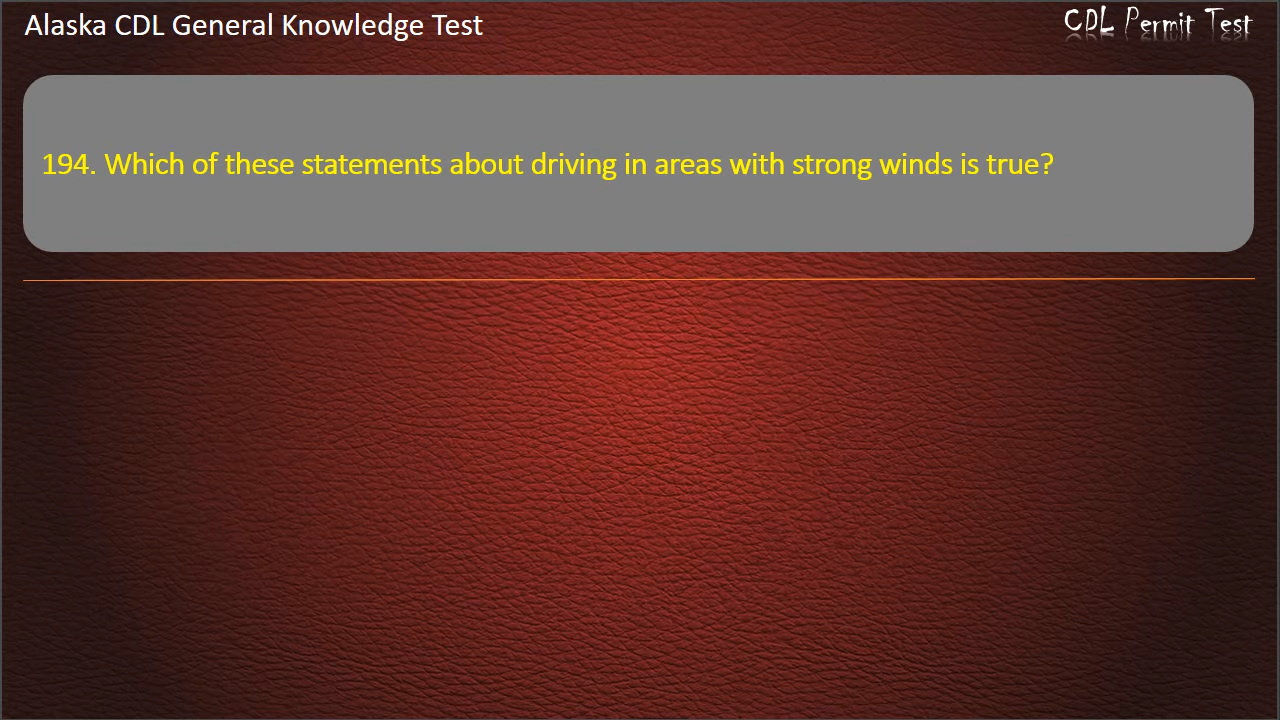 Alaska CDL General Knowledge Test
CDL Permit Test
194. Which of these statements about driving in areas with strong winds is true?